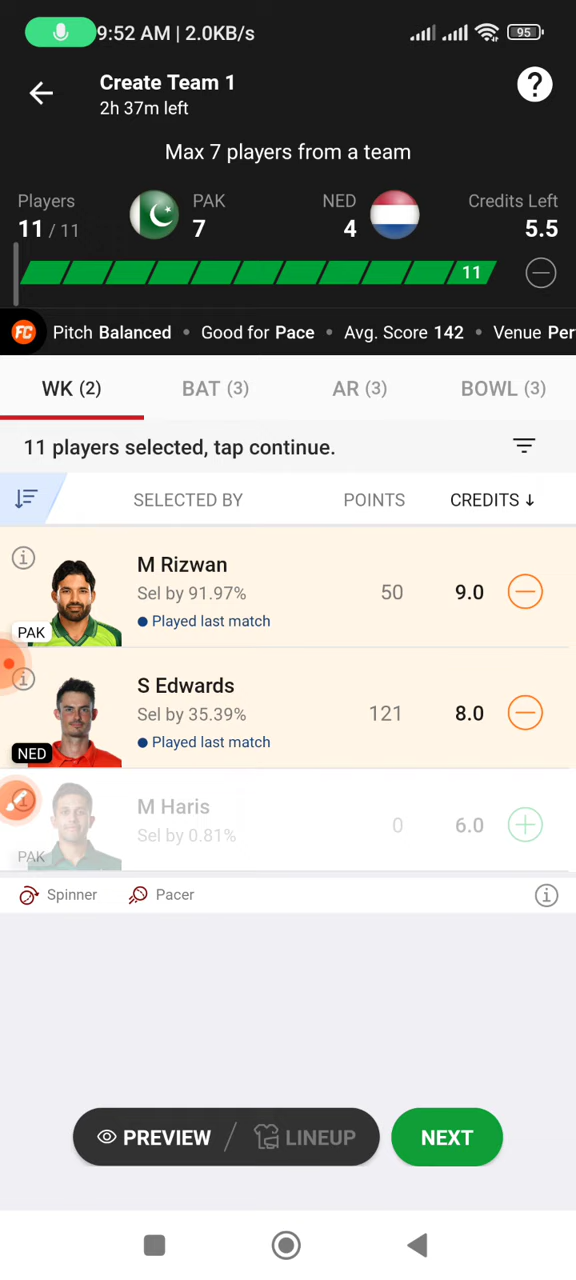 9:52 AM | 2.0KB/s
95
Create Team 1
2h 37m left
?
Max 7 players from a team
Players
11 / 11
PAK
7
NED
4
Credits Left
5.5
11
FC Pitch Balanced • Good for Pace • Avg. Score 142 • Venue Per
WK (2) BAT (3) AR (3) BOWL (3)
11 players selected, tap continue.
SELECTED BY POINTS CREDITS ↓
M Rizwan
Sel by 91.97%
Played last match
PAK
50
9.0
S Edwards
Sel by 35.39%
Played last match
NED
121
8.0
M Haris
Sel by 0.81%
PAK
0
6.0
Spinner Pacer
PREVIEW / LINEUP
NEXT